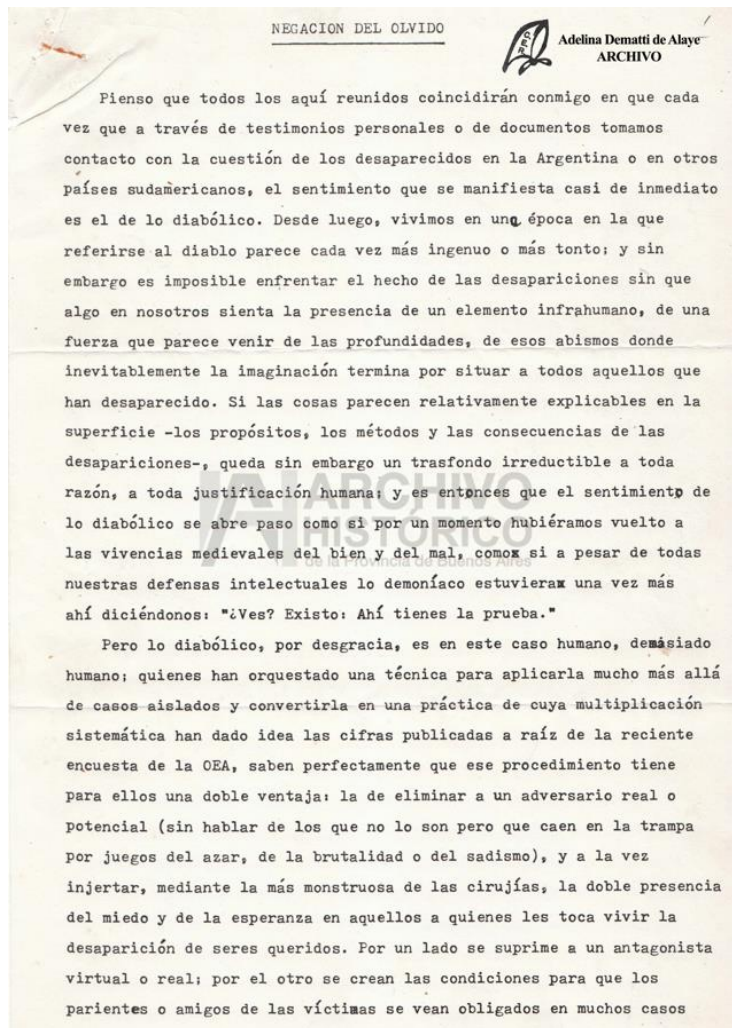 NEGACION DEL OLVIDO
1
CER
Adelina Dematti de Alaye
ARCHIVO
Pienso que todos los aquí reunidos coincidirán conmigo en que cada
vez que a través de testimonios personales o de documentos tomamos
contacto con la cuestión de los desaparecidos en la Argentina o en otros
países sudamericanos, el sentimiento que se manifiesta casi de inmediato
es el de lo diabólico. Desde luego, vivimos en una época en la que
referirse al diablo parece cada vez más ingenuo o más tonto; y sin
embargo es imposible enfrentar el hecho de las desapariciones sin que
algo en nosotros sienta la presencia de un elemento infrahumano, de una
fuerza que parece venir de las profundidades, de esos abismos donde
inevitablemente la imaginación termina por situar a todos aquellos que
han desaparecido. Si las cosas parecen relativamente explicables en la
superficie -los propósitos, los métodos y las consecuencias de las
desapariciones-, queda sin embargo un trasfondo irreductible a toda
razón, a toda justificación humana; y es entonces que el sentimiento de
lo diabólico se abre paso como si por un momento hubiéramos vuelto a
las vivencias medievales del bien y del mal, comox si a pesar de todas
nuestras defensas intelectuales lo demoníaco estuvierax una vez más
ahí diciéndonos: "¿Ves? Existo: Ahí tienes la prueba."
Pero lo diabólico, por desgracia, es en este caso humano, demasiado
humano; quienes han orquestado una técnica para aplicarla mucho más allá
de casos aislados y convertirla en una práctica de cuya multiplicación
sistemática han dado idea las cifras publicadas a raíz de la reciente
encuesta de la OEA, saben perfectamente que ese procedimiento tiene
para ellos una doble ventaja: la de eliminar a un adversario real o
potencial (sin hablar de los que no lo son pero que caen en la trampa
por juegos del azar, de la brutalidad o del sadismo), y a la vez
injertar, mediante la más monstruosa de las cirujías, la doble presencia
del miedo y de la esperanza en aquellos a quienes les toca vivir la
desaparición de seres queridos. Por un lado se suprime a un antagonista
virtual o real; por el otro se crean las condiciones para que los
parientes o amigos de las víctimas se vean obligados en muchos casos
ARCHIVO
HISTÓRICO
de la Provincia de Buenos Aires